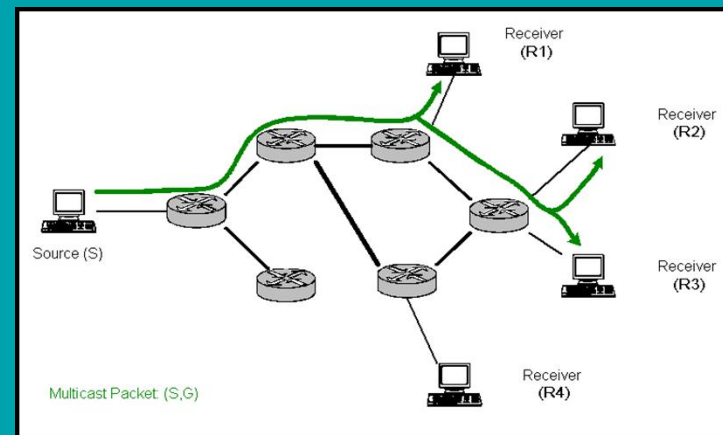 Receiver
(R1)
Receiver
(R2)
Source (S)
Receiver
(R3)
Receiver
(R4)
Multicast Packet: (S,G)